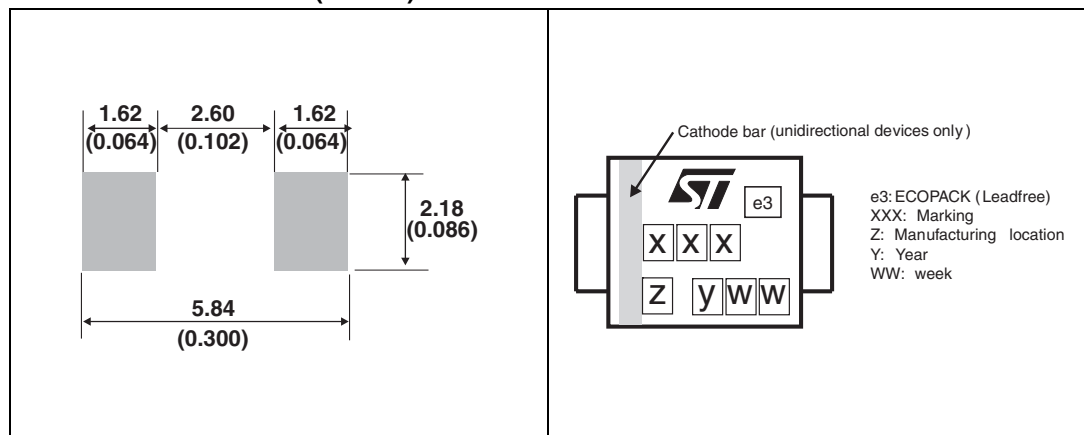 1.62 2.60 1.62
(0.064) (0.102) (0.064)
2.18
(0.086)
5.84
(0.300)
Cathode bar (unidirectional devices only)
ST
e3
x x x
z y w w
e3: ECOPACK (Leadfree)
XXX: Marking
Z: Manufacturing location
Y: Year
WW: week